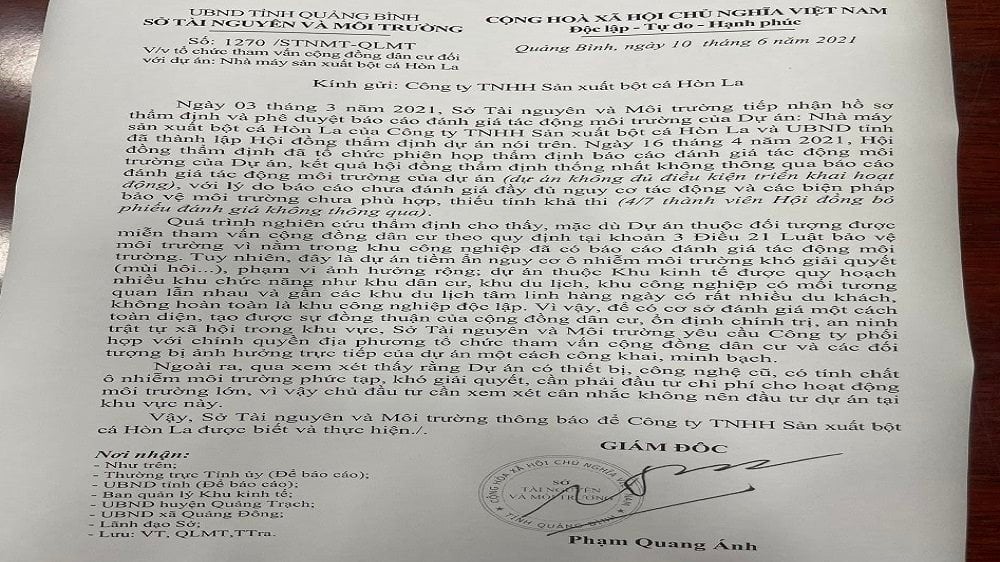 UBND TỈNH QUẢNG BÌNH
SỞ TÀI NGUYÊN VÀ MÔI TRƯỜNG
Số: 1270 /STNMT-QLMT
V/v tổ chức tham vấn cộng đồng dân cư đối
với dự án: Nhà máy sản xuất bột cá Hòn La
CỘNG HOÀ XÃ HỘI CHỦ NGHĨA VIỆT NAM
Độc lập - Tự do - Hạnh phúc
Quảng Bình, ngày 10 tháng 6 năm 2021
Kính gửi: Công ty TNHH Sản xuất bột cá Hòn La
Ngày 03 tháng 3 năm 2021, Sở Tài nguyên và Môi trường tiếp nhận hồ sơ
thẩm định và phê duyệt báo cáo đánh giá tác động môi trường của Dự án: Nhà máy
sản xuất bột cá Hòn La của Công ty TNHH Sản xuất bột cá Hòn La và UBND tỉnh
đã thành lập Hội đồng thẩm định dự án nói trên. Ngày 16 tháng 4 năm 2021, Hội
đồng thẩm định đã tổ chức phiên họp thẩm định báo cáo đánh giá tác động môi
trường của Dự án, kết quả hội đồng thẩm định thống nhất không thông qua báo cáo
đánh giá tác động môi trường của dự án (dự án không đủ điều kiện triển khai hoạt
động), với lý do báo cáo chưa đánh giá đầy đủ nguy cơ tác động và các biện pháp
bảo vệ môi trường chưa phù hợp, thiếu tính khả thi (4/7 thành viên Hội đồng bỏ
phiếu đánh giá không thông qua).
Quá trình nghiên cứu thẩm định cho thấy, mặc dù Dự án thuộc đối tượng được
miễn tham vấn cộng đồng dân cư theo quy định tại khoản 3 Điều 21 Luật bảo vệ
môi trường vì nằm trong khu công nghiệp đã có báo cáo đánh giá tác động môi
trường. Tuy nhiên, đây là dự án tiềm ẩn nguy cơ ô nhiễm môi trường khó giải quyết
(mùi hôi...), phạm vi ảnh hưởng rộng; dự án thuộc Khu kinh tế được quy hoạch
nhiều khu chức năng như khu dân cư, khu du lịch, khu công nghiệp có mối tương
quan lẫn nhau và gần các khu du lịch tâm linh hàng ngày có rất nhiều du khách,
không hoàn toàn là khu công nghiệp độc lập. Vì vậy, để có cơ sở đánh giá một cách
toàn diện, tạo được sự đồng thuận của cộng đồng dân cư, ổn định chính trị, an ninh
trật tự xã hội trong khu vực, Sở Tài nguyên và Môi trường yêu cầu Công ty phối
hợp với chính quyền địa phương tổ chức tham vấn cộng đồng dân cư và các đối
tượng bị ảnh hưởng trực tiếp của dự án một cách công khai, minh bạch.
Ngoài ra, qua xem xét thấy rằng Dự án có thiết bị, công nghệ cũ, có tính chất
ô nhiễm môi trường phức tạp, khó giải quyết, cần phải đầu tư chi phí cho hoạt động
môi trường lớn, vì vậy chủ đầu tư cần xem xét cân nhắc không nên đầu tư dự án tại
khu vực này.
Vậy, Sở Tài nguyên và Môi trường thông báo để Công ty TNHH Sản xuất bột
cá Hòn La được biết và thực hiện./.
Nơi nhận:
- Như trên;
- Thường trực Tỉnh ủy (Để báo cáo);
- UBND tỉnh (Để báo cáo);
- Ban quản lý Khu kinh tế;
- UBND huyện Quảng Trạch;
- UBND xã Quảng Đông;
- Lãnh đạo Sở;
- Lưu: VT, QLMT,TTra.
GIÁM ĐỐC
CỘNG HÒA XÃ HỘI CHỦ NGHĨA VIỆT NAM
SỞ
TÀI NGUYÊN
VÀ MÔI TRƯỜNG
TỈNH QUẢNG BÌNH
Phạm Quang Ánh